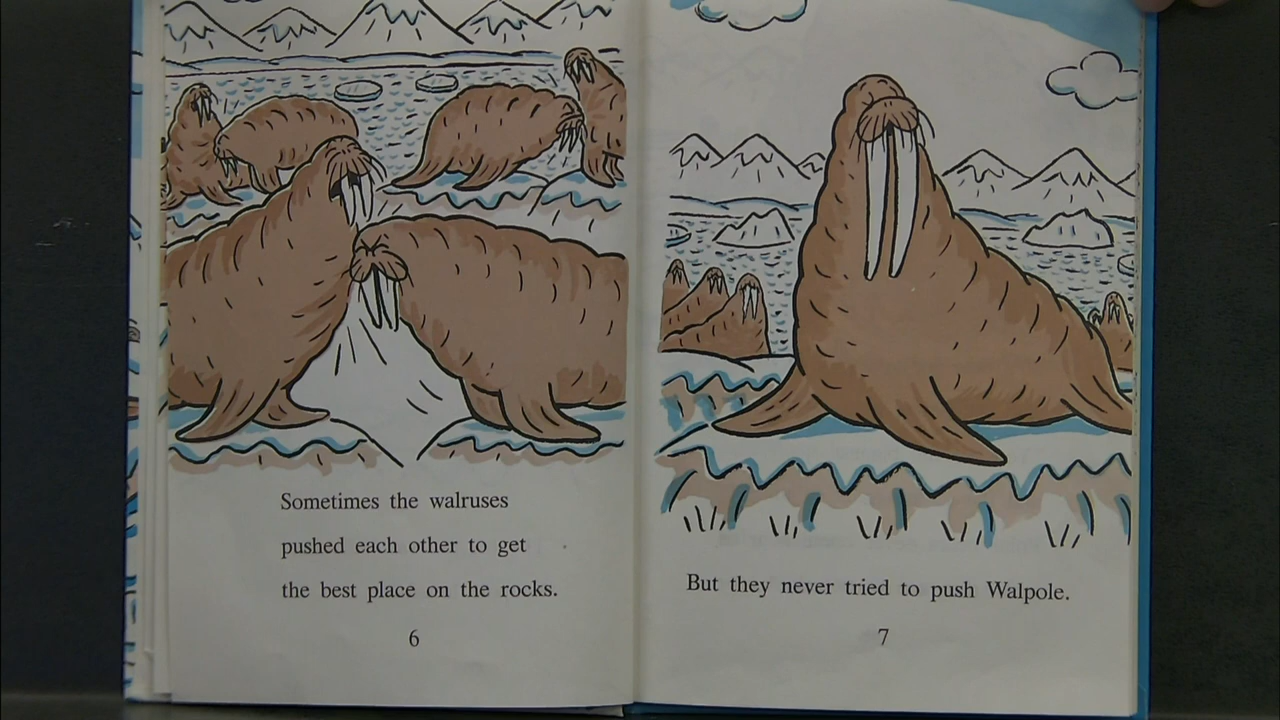 Sometimes the walruses
pushed each other to get
the best place on the rocks.
6
But they never tried to push Walpole.
7